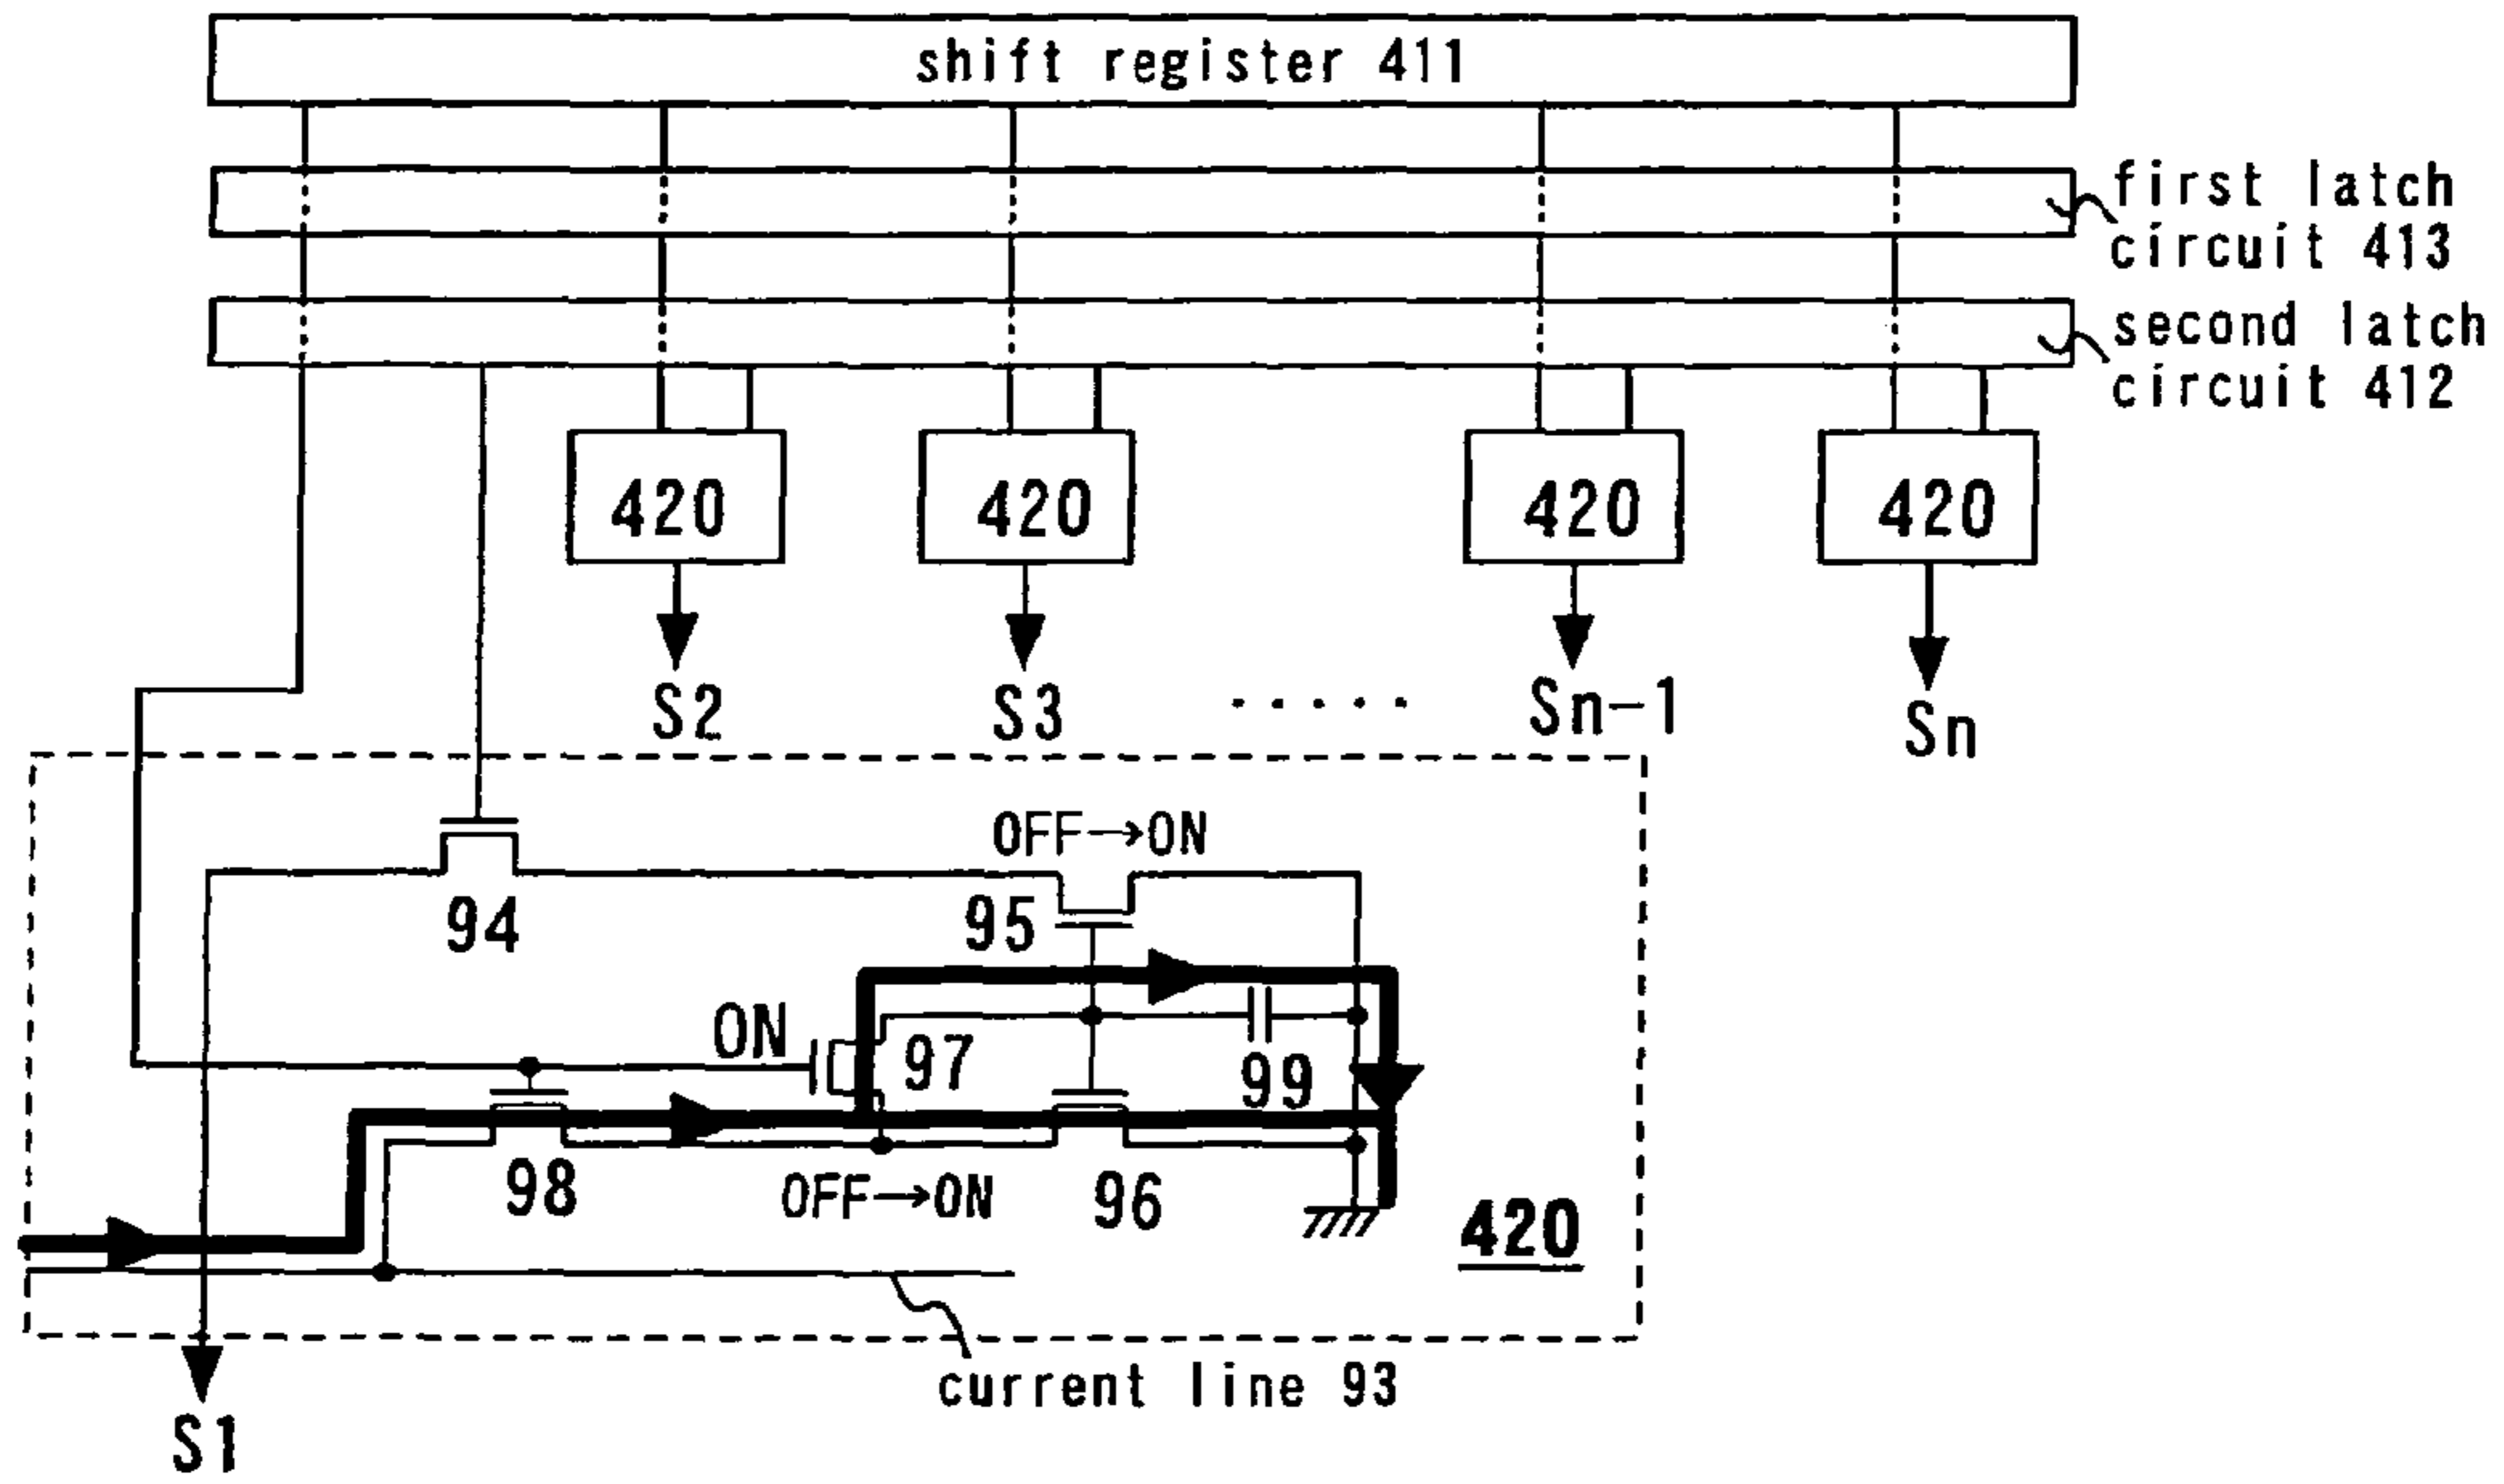 shift register 411
first latch
circuit 413
second latch
circuit 412
420
420
420
420
S2
S3
.....
Sn-1
Sn
OFF→ON
94
95
ON
97
99
98
OFF→ON
96
420
current line 93
S1